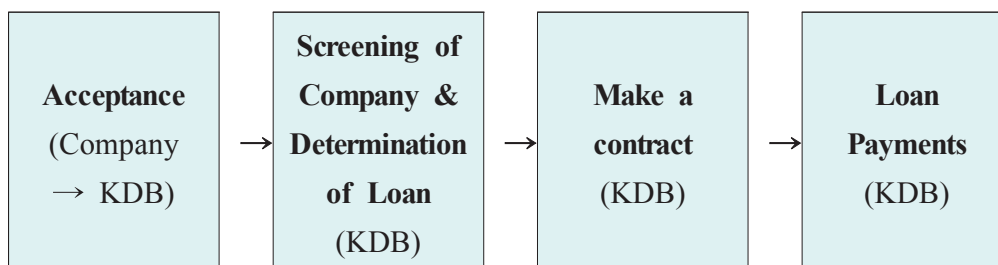 Acceptance
(Company
→ KDB)
→
Screening of
Company &
Determination
of Loan
(KDB)
→
Make a
contract
(KDB)
→
Loan
Payments
(KDB)